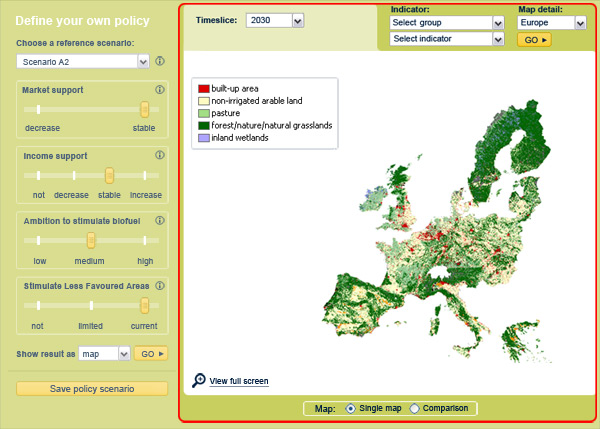 Define your own policy
Choose a reference scenario:
Scenario A2
Market support
decrease stable
Income support
not decrease stable increase
Ambition to stimulate biofuel
low medium high
Stimulate Less Favoured Areas
not limited current
Show result as map GO
Save policy scenario
Timeslice: 2030
Indicator:
Select group
Select indicator
Map detail:
Europe
GO
built-up area
non-irrigated arable land
pasture
forest/nature/natural grasslands
inland wetlands
View full screen
Map: Single map Comparison